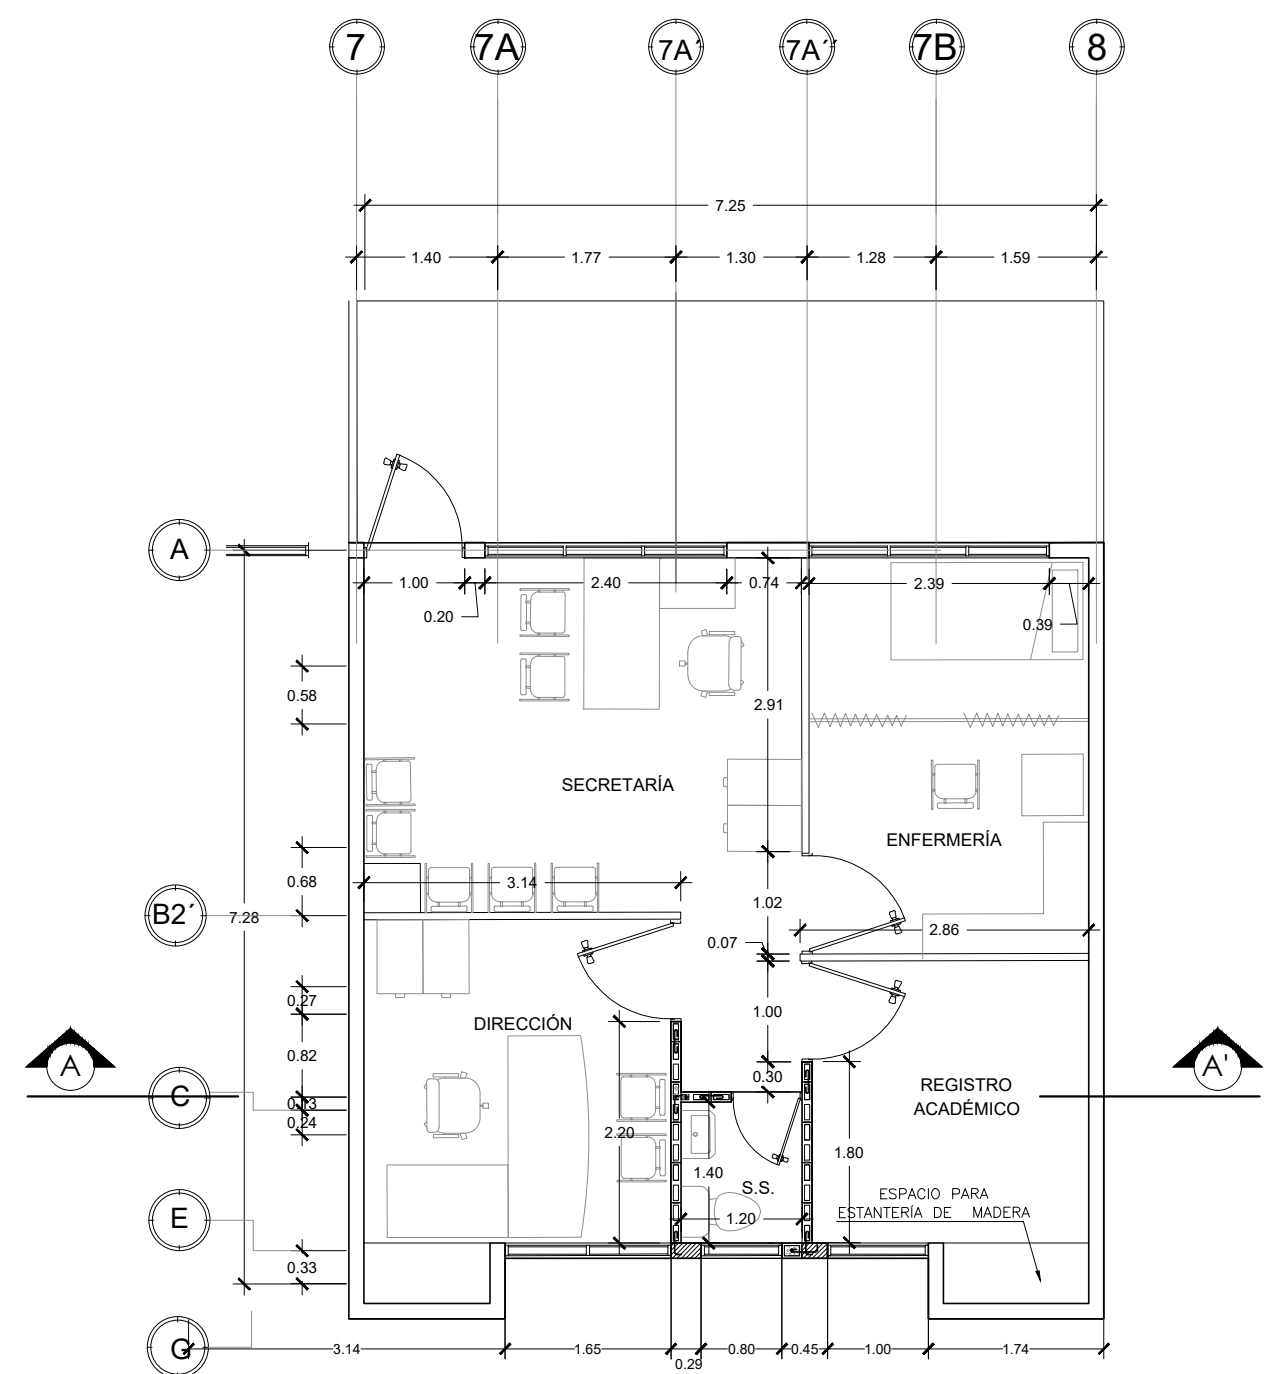 7 7A 7A´ 7A´´ 7B 8
7.25
1.40 1.77 1.30 1.28 1.59
A
1.00 2.40 0.74 2.39
0.20 0.39
0.58
2.91
SECRETARÍA
ENFERMERÍA
0.68 3.14
1.02
B2´
7.28
2.86
0.07
0.27
1.00
DIRECCIÓN
0.82
A A'
0.30
REGISTRO
ACADÉMICO
C
0.13
0.24
2.20
1.80
1.40
S.S.
ESPACIO PARA
ESTANTERÍA DE MADERA
E
1.20
0.33
G
3.14 1.65 0.29 0.80 0.45 1.00 1.74